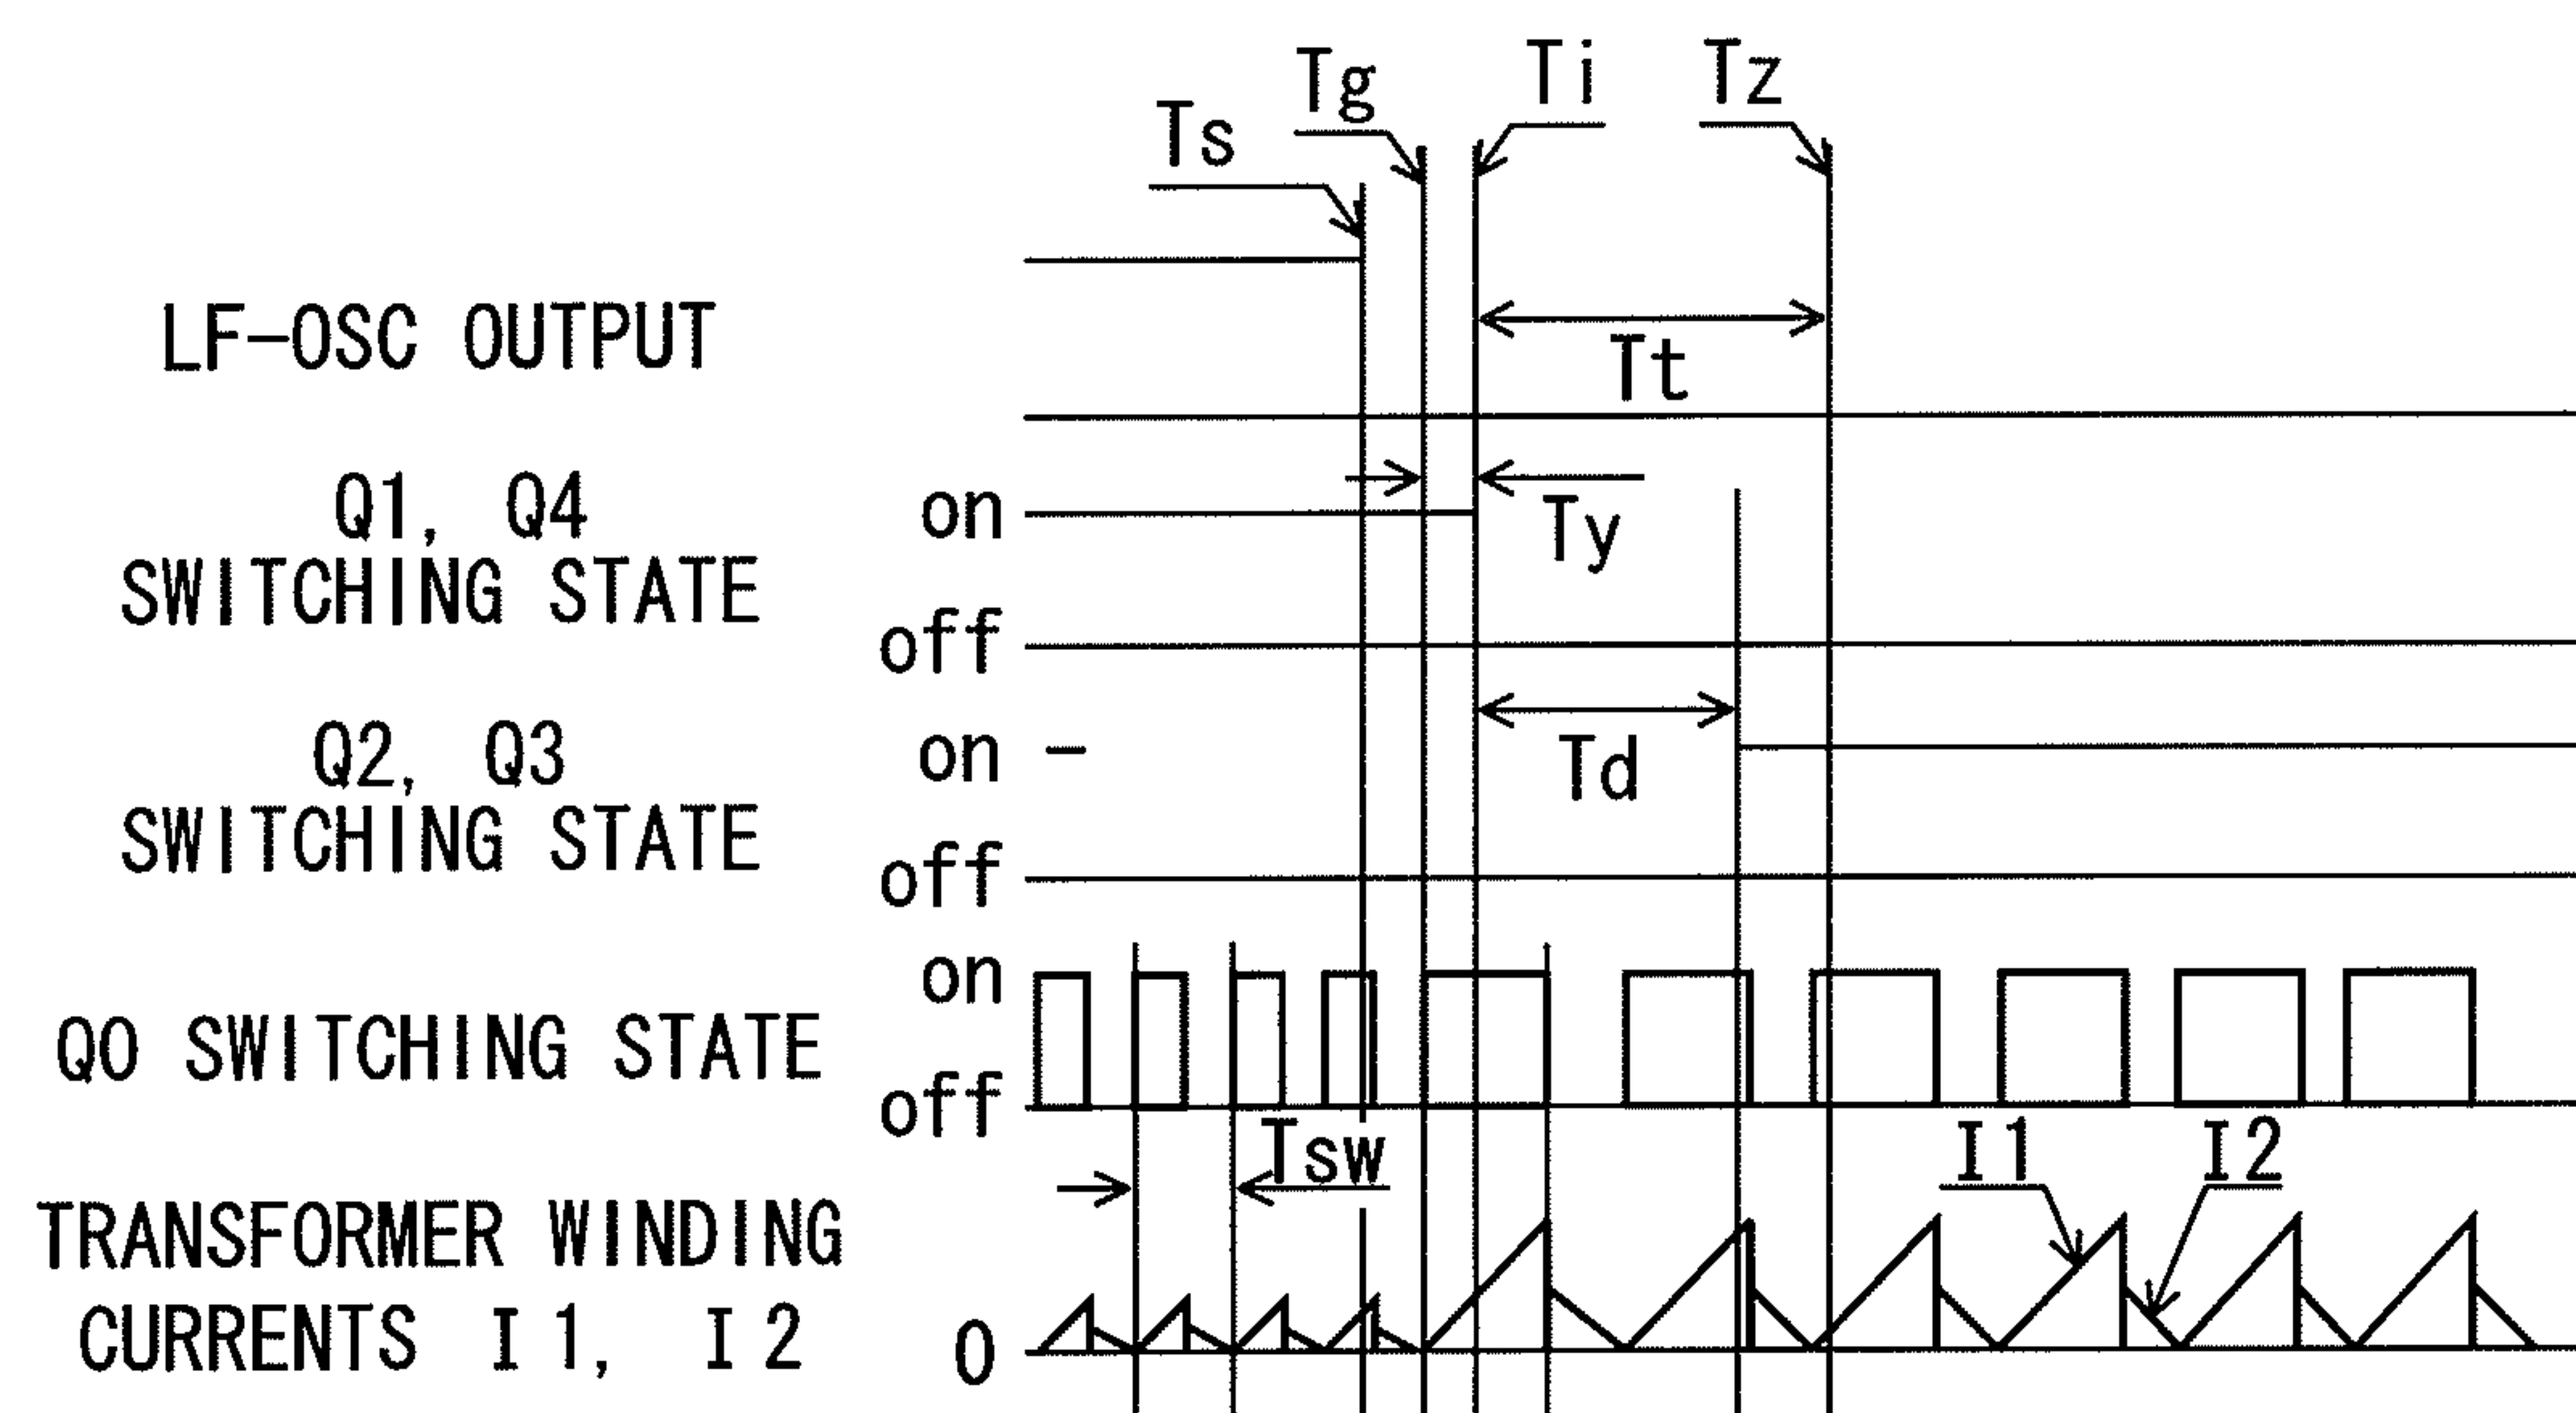 Ts
Tg
Ti
Tz
LF-OSC OUTPUT
Tt
Q1, Q4
SWITCHING STATE
on
off
Ty
Q2, Q3
SWITCHING STATE
on
off
Td
Q0 SWITCHING STATE
on
off
Tsw
I1
I2
TRANSFORMER WINDING
CURRENTS I1, I2
0